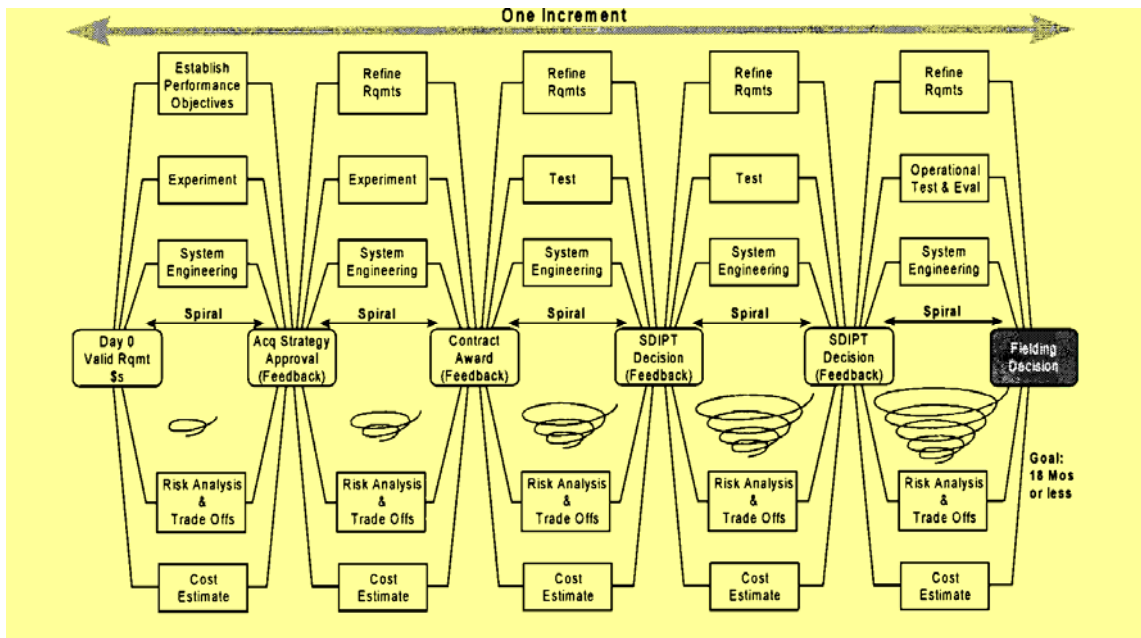 One Increment
Establish
Performance
Objectives
Refine
Rqmts
Refine
Rqmts
Refine
Rqmts
Refine
Rqmts
Experiment
Experiment
Test
Test
Operational
Test & Eval
System
Engineering
System
Engineering
System
Engineering
System
Engineering
System
Engineering
Spiral
Spiral
Spiral
Spiral
Spiral
Day 0
Valid Rqmt
$s
Acq Strategy
Approval
(Feedback)
Contract
Award
(Feedback)
SDIPT
Decision
(Feedback)
SDIPT
Decision
(Feedback)
Fielding
Decision
Goal:
18 Mos
or less
Risk Analysis
&
Trade Offs
Risk Analysis
&
Trade Offs
Risk Analysis
&
Trade Offs
Risk Analysis
&
Trade Offs
Risk Analysis
&
Trade Offs
Cost
Estimate
Cost
Estimate
Cost
Estimate
Cost
Estimate
Cost
Estimate